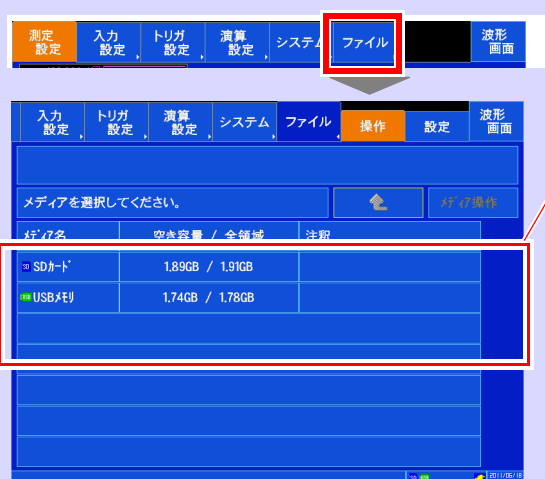 測定 設定 入力 設定 トリガ 設定 演算 設定 システム ファイル 波形 画面
入力 設定 トリガ 設定 演算 設定 システム ファイル 操作 設定 波形 画面
メディアを選択してください。 メディア操作
メディア名 空き容量 / 全領域 注釈
SD SDカード 1.89GB / 1.91GB
USBメモリ 1.74GB / 1.78GB